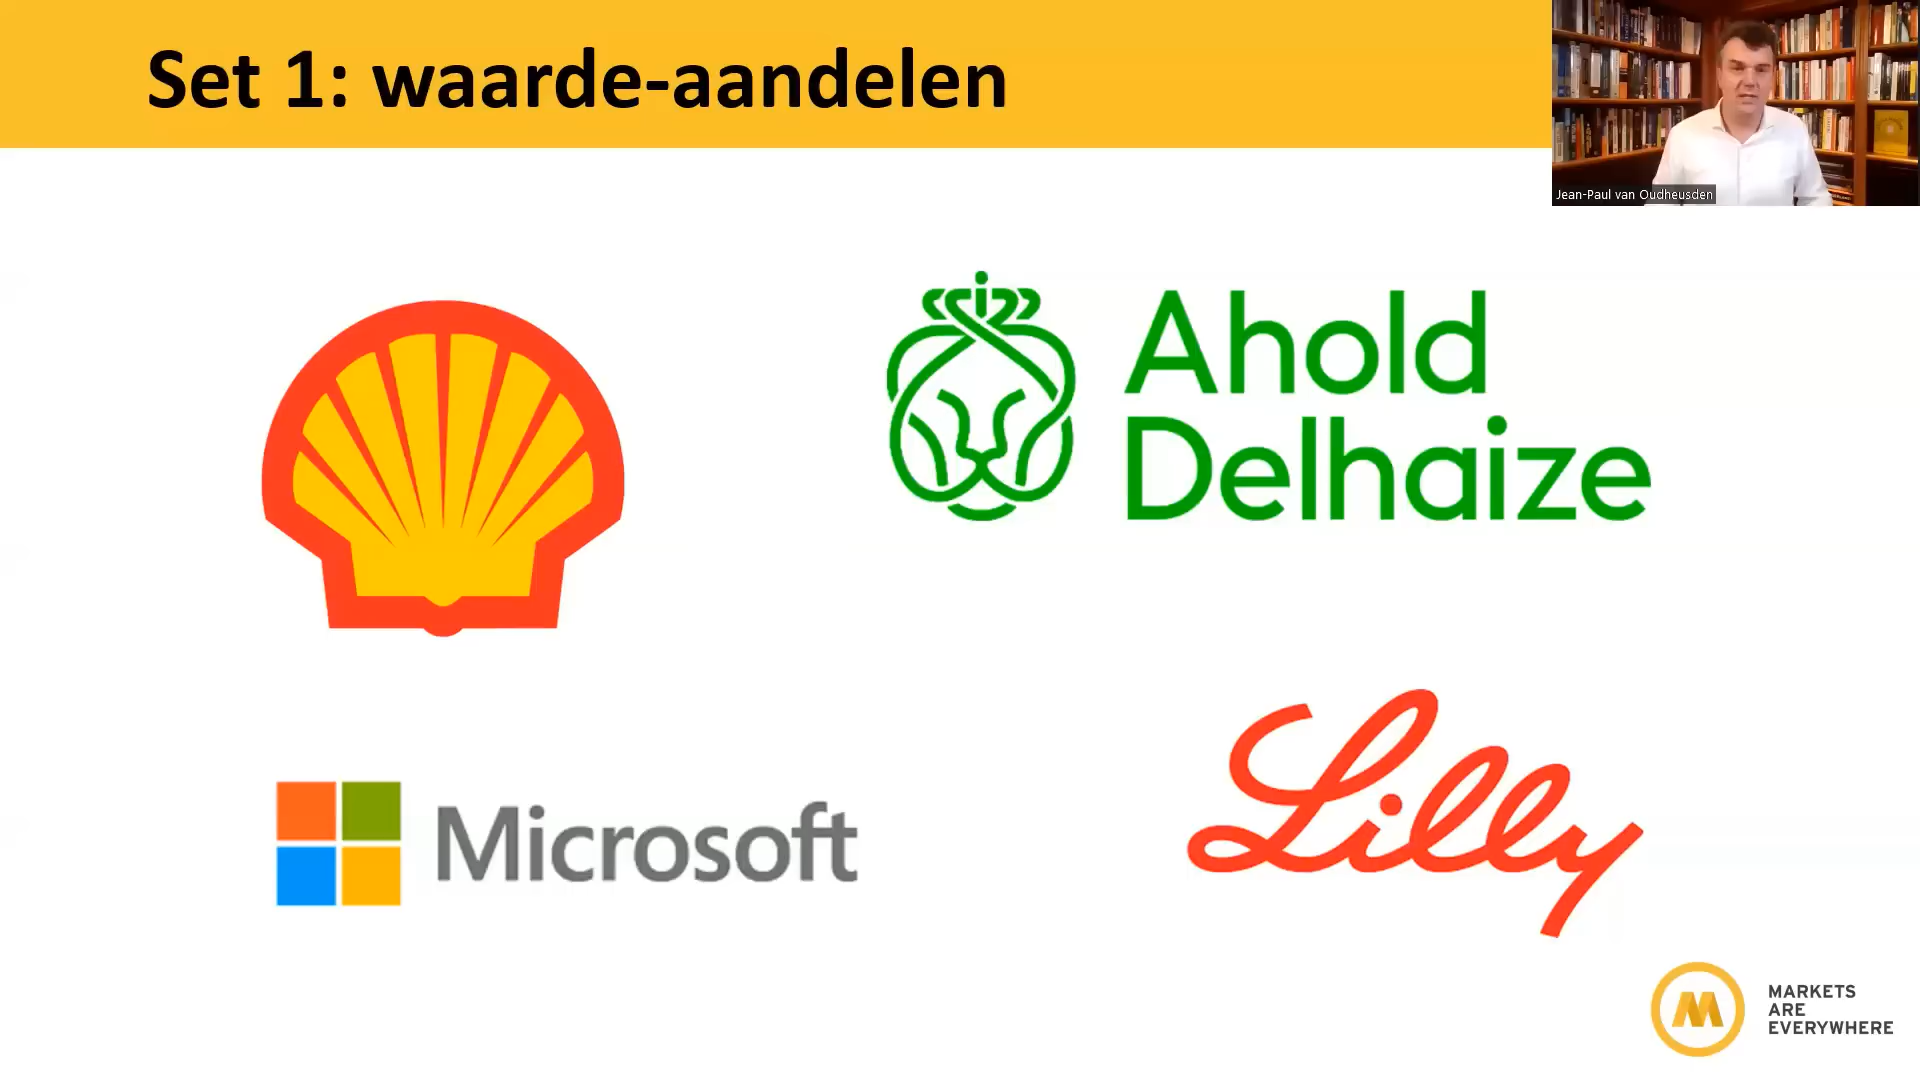 Set 1: waarde-aandelen
Jean-Paul van Oudheusden
Ahold
Delhaize
Microsoft
Lilly
MARKETS
ARE
EVERYWHERE